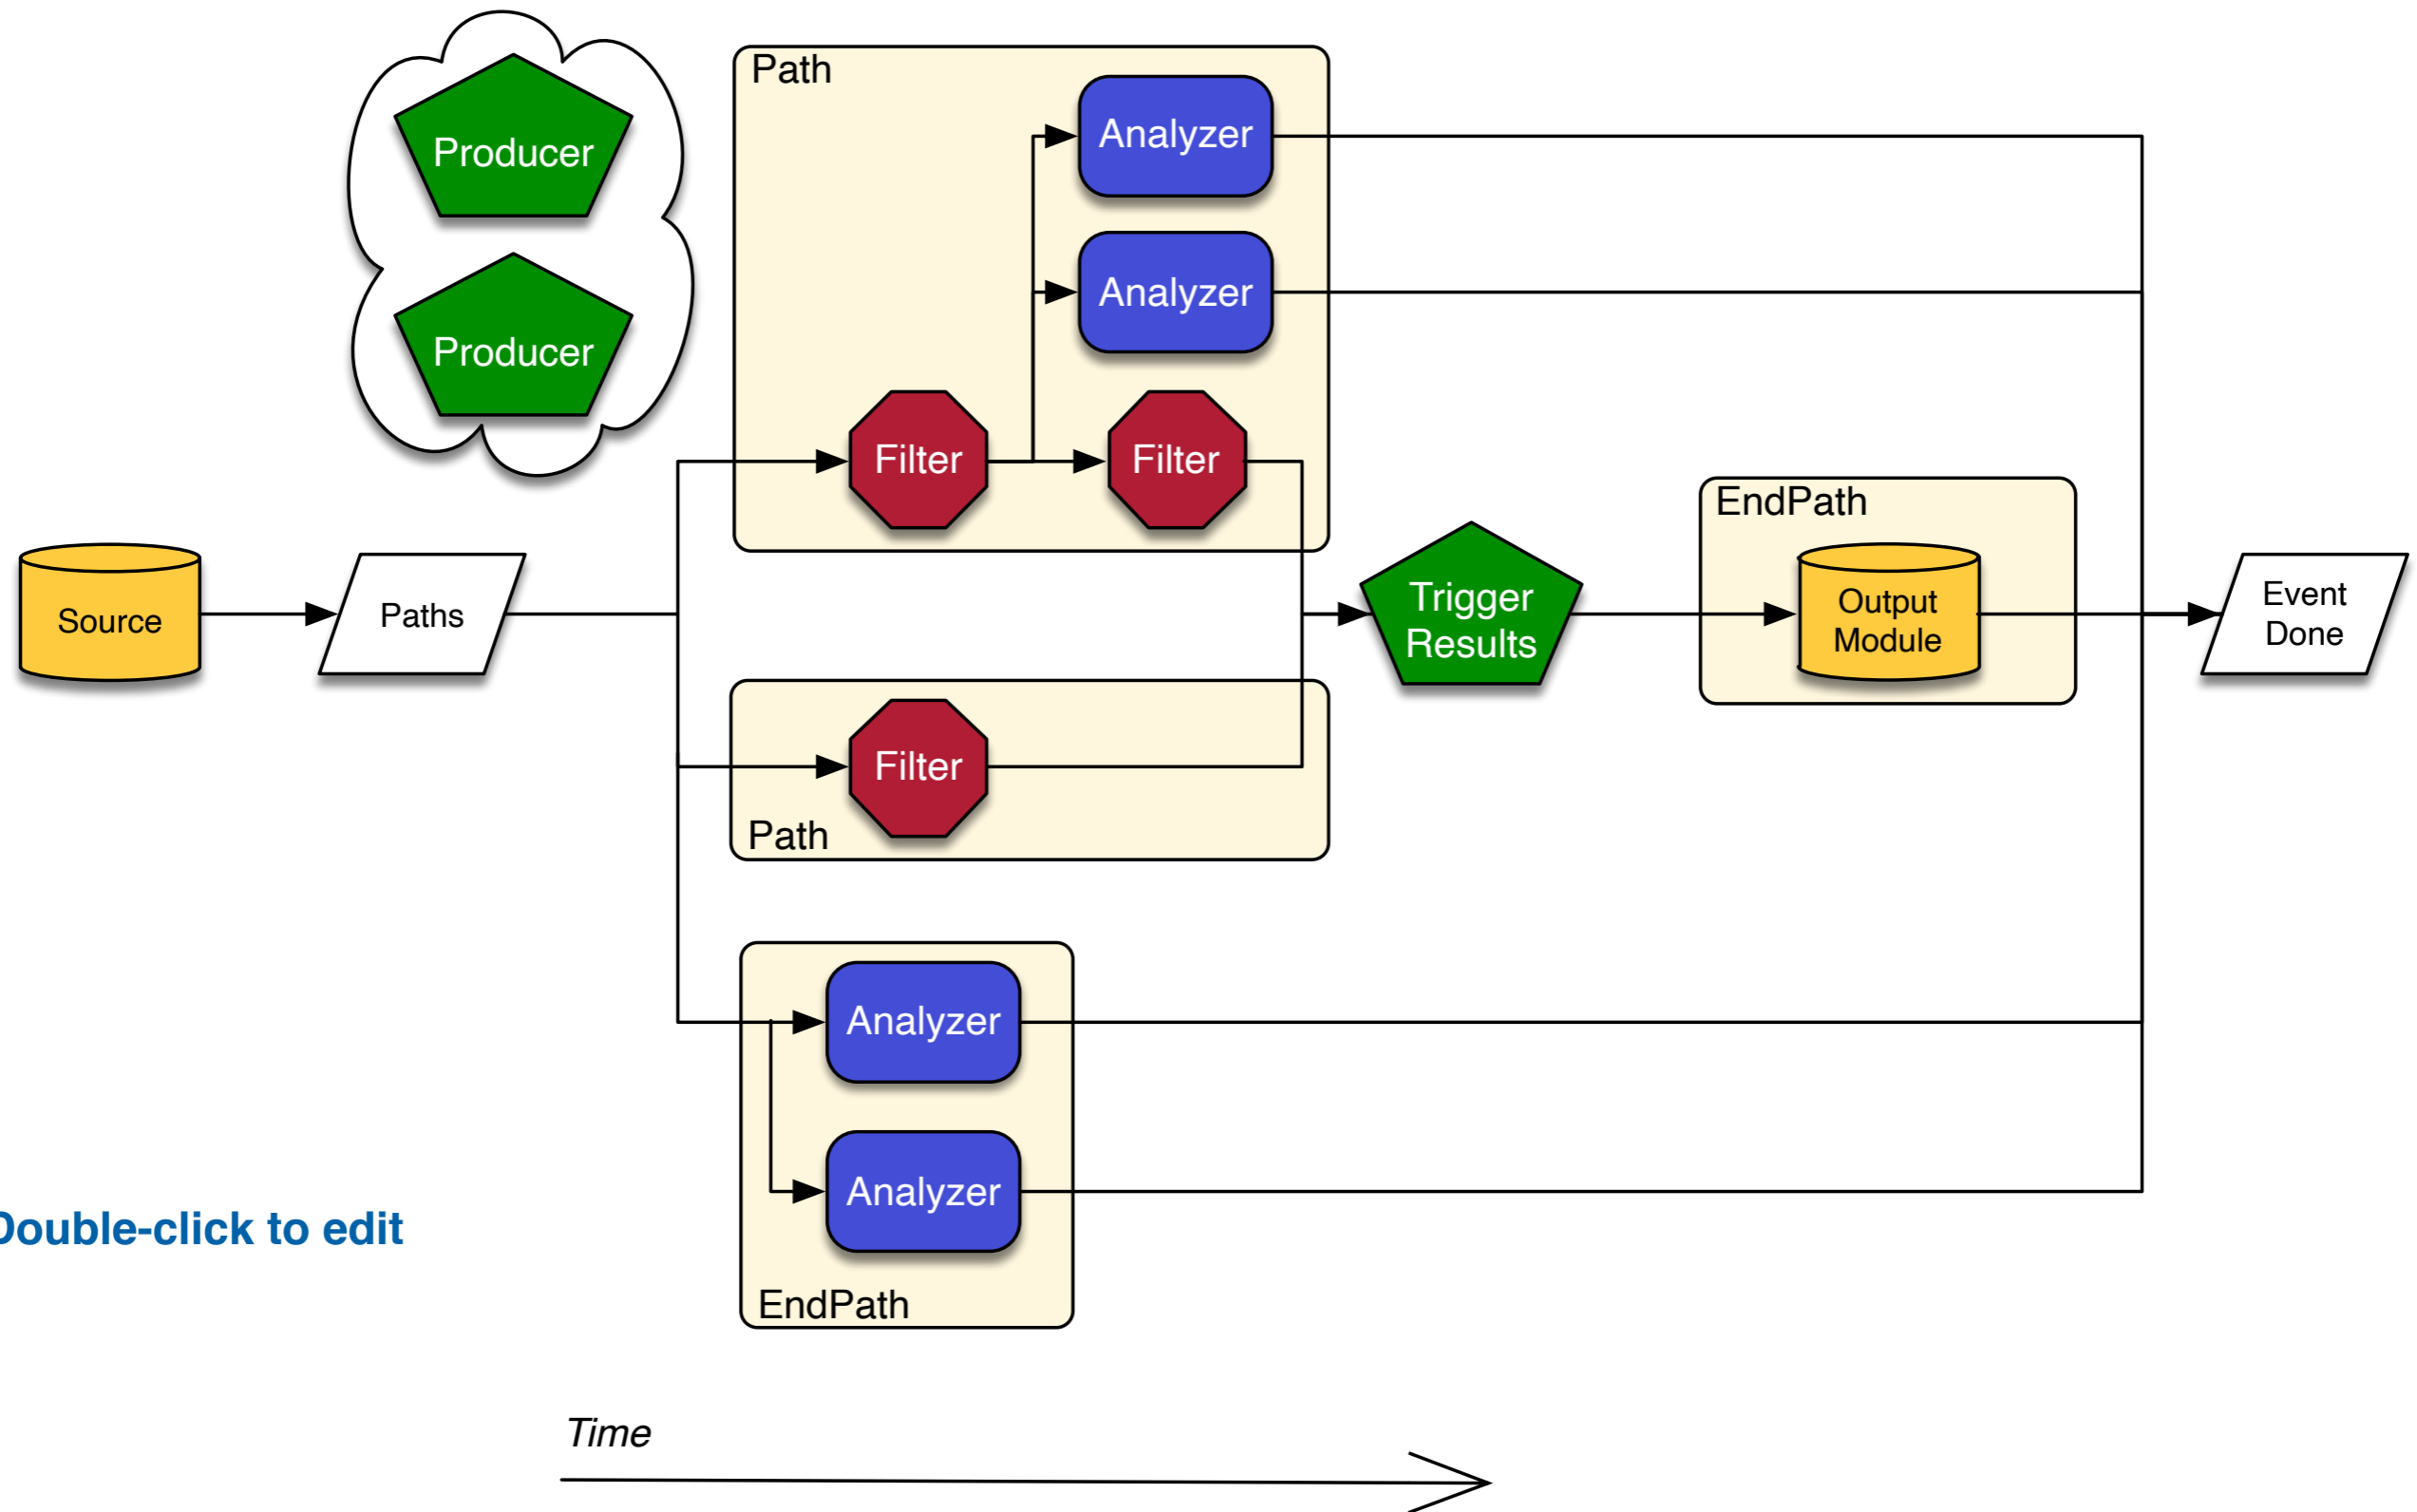 Producer
Producer
Path
Analyzer
Analyzer
Filter
Filter
Source
Paths
Trigger
Results
EndPath
Output
Module
Event
Done
Filter
Path
Analyzer
Analyzer
EndPath
Double-click to edit
Time